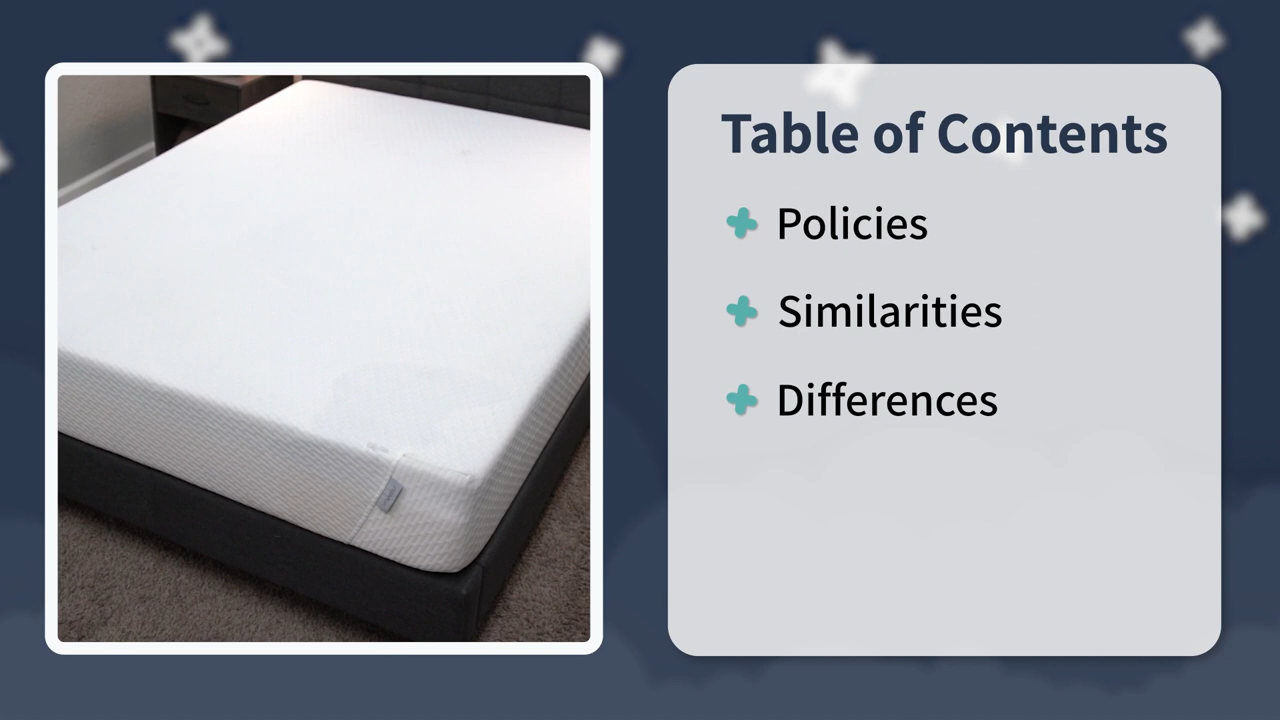 Table of Contents
Policies
Similarities
Differences